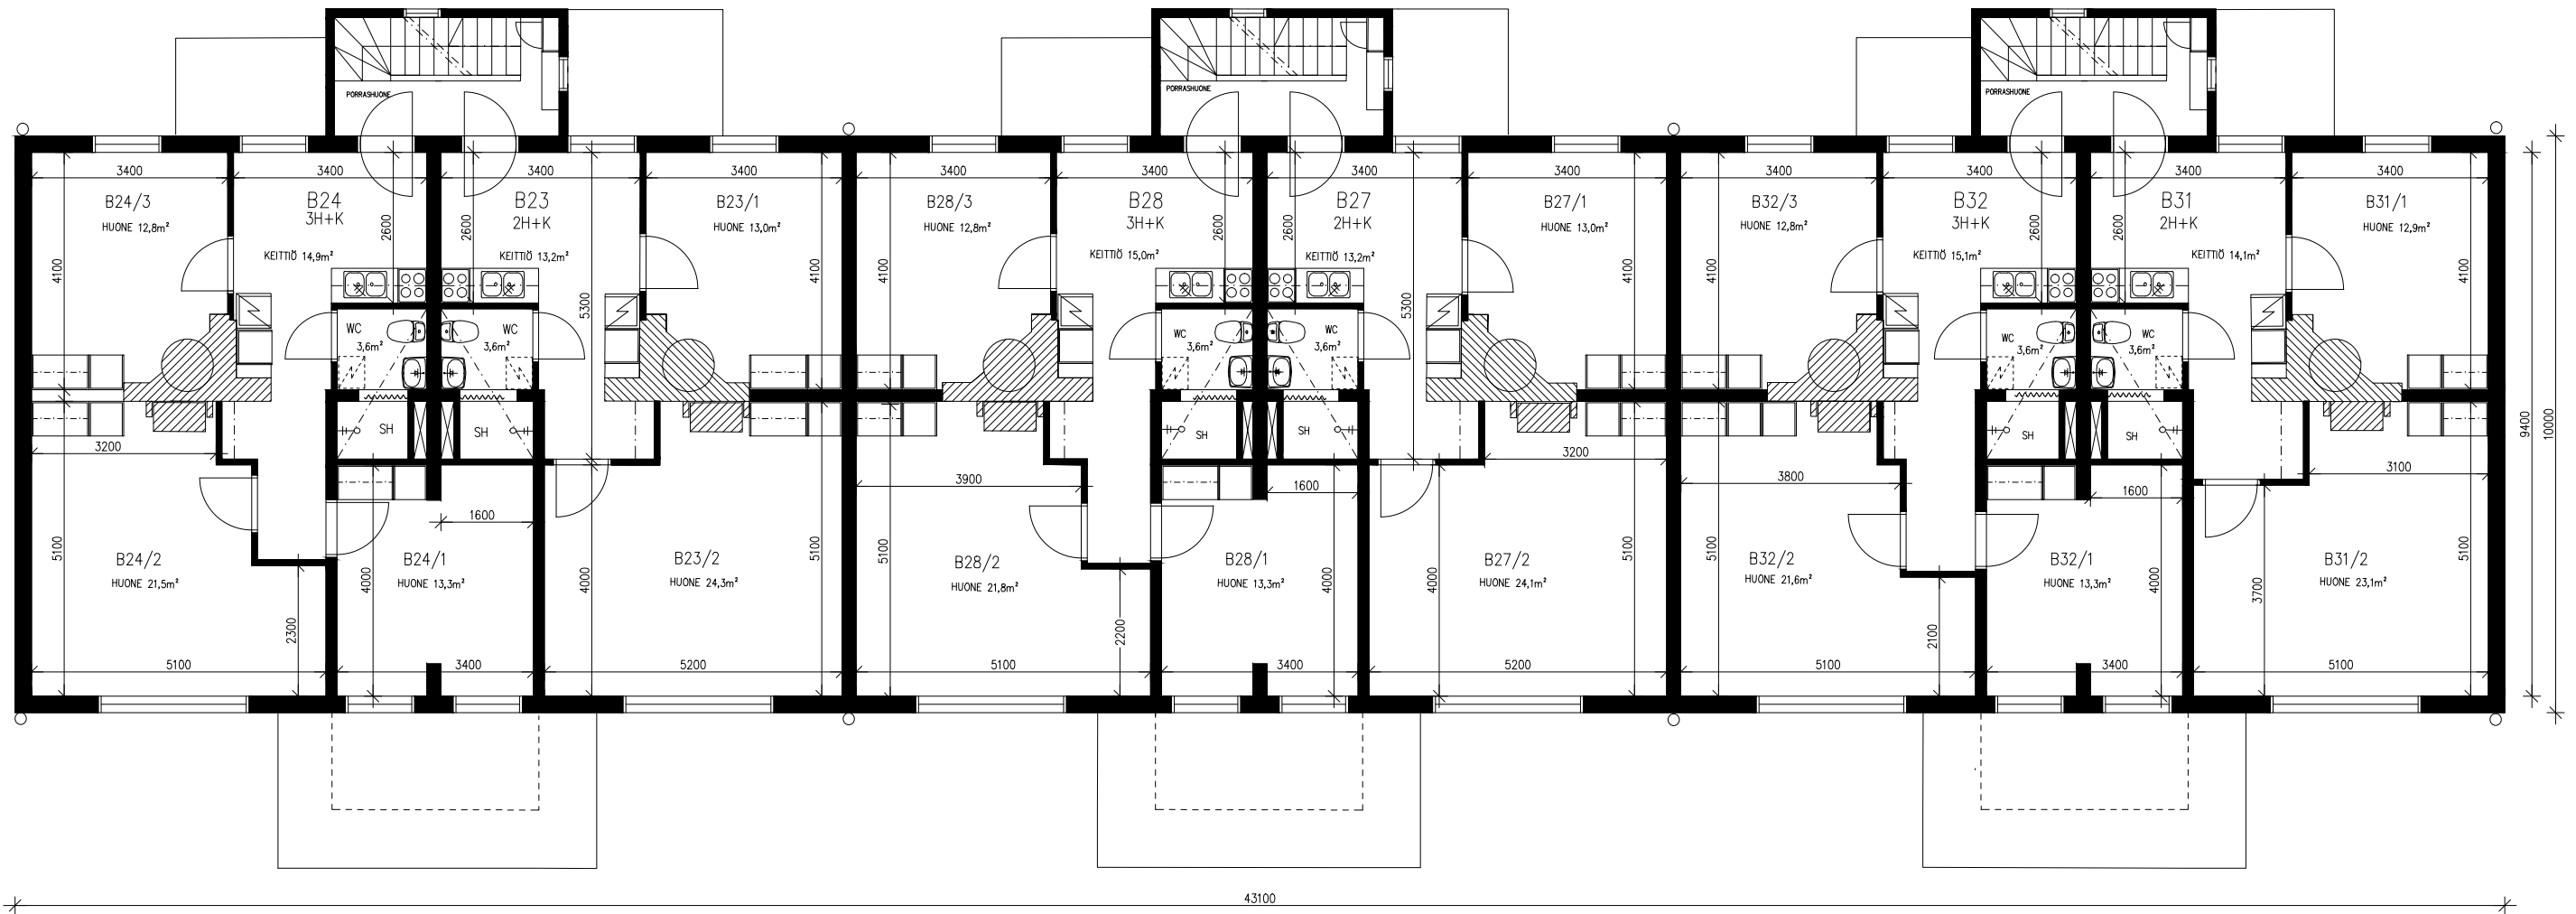 PORRASHUONE
PORRASHUONE
PORRASHUONE
3400
3400
3400
3400
3400
3400
3400
3400
3400
3400
3400
3400
B24/3
HUONE 12,8m²
B24
3H+K
KEITTIÖ 14,9m²
2600
2600
B23
2H+K
KEITTIÖ 13,2m²
B23/1
HUONE 13,0m²
B28/3
HUONE 12,8m²
B28
3H+K
KEITTIÖ 15,0m²
2600
2600
B27
2H+K
KEITTIÖ 13,2m²
B27/1
HUONE 13,0m²
B32/3
HUONE 12,8m²
B32
3H+K
KEITTIÖ 15,1m²
2600
2600
B31
2H+K
KEITTIÖ 14,1m²
B31/1
HUONE 12,9m²
4100
5300
4100
4100
5300
4100
4100
4100
WC
3,6m²
WC
3,6m²
WC
3,6m²
WC
3,6m²
WC
3,6m²
WC
3,6m²
SH
SH
SH
SH
SH
SH
9400
10000
3200
3900
3200
3800
3100
1600
1600
1600
5100
B24/2
HUONE 21,5m²
2300
B24/1
HUONE 13,3m²
4000
4000
B23/2
HUONE 24,3m²
5100
5100
B28/2
HUONE 21,8m²
2200
B28/1
HUONE 13,3m²
4000
4000
B27/2
HUONE 24,1m²
5100
5100
B32/2
HUONE 21,6m²
2100
B32/1
HUONE 13,3m²
4000
3700
B31/2
HUONE 23,1m²
5100
5100
3400
5200
5100
3400
5200
5100
3400
5100
43100